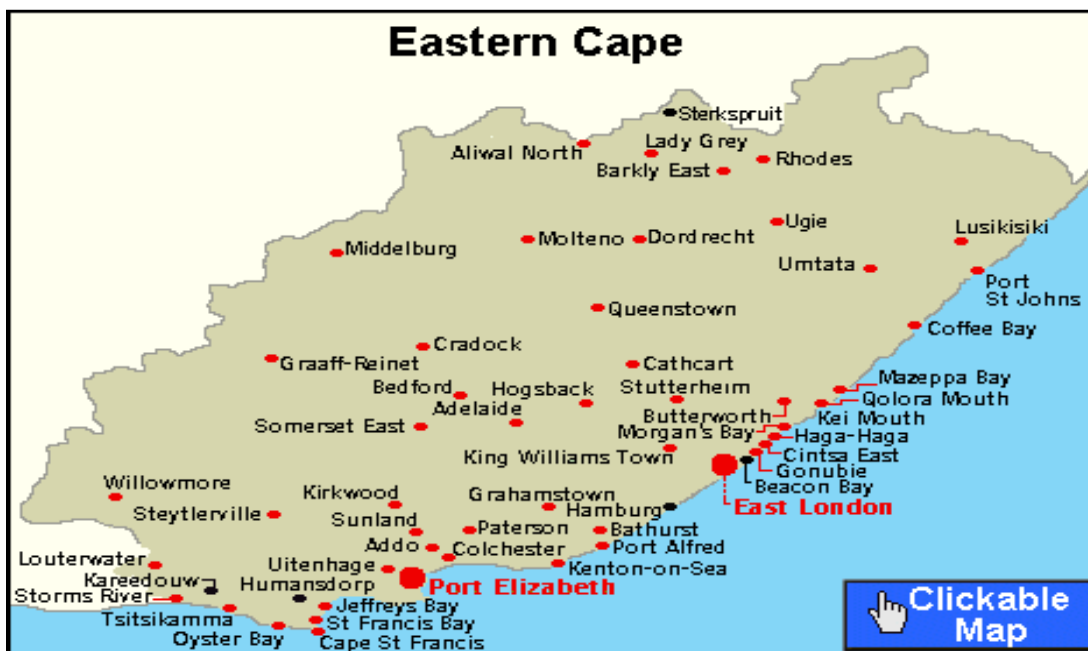 Eastern Cape
Sterkspruit
Lady Grey
Aliwal North
Rhodes
Barkly East
Ugie
Lusikisiki
Molteno
Dordrecht
Middelburg
Umtata
Port
St Johns
Queenstown
Coffee Bay
Cradock
Graaff-Reinet
Cathcart
Mazeppa Bay
Bedford
Hogsback
Stutterheim
Qolora Mouth
Adelaide
Butterworth
Kei Mouth
Somerset East
Morgan's Bay
Haga-Haga
King Williams Town
Cintsa East
Gonubie
Beacon Bay
Willowmore
Kirkwood
Grahamstown
Hamburg
East London
Steytlerville
Sunland
Paterson
Bathurst
Addo
Colchester
Port Alfred
Louterwater
Uitenhage
Kenton-on-Sea
Kareedouw
Humansdorp
Port Elizabeth
Storms River
Jeffreys Bay
Tsitsikamma
St Francis Bay
Oyster Bay
Cape St Francis
Clickable
Map